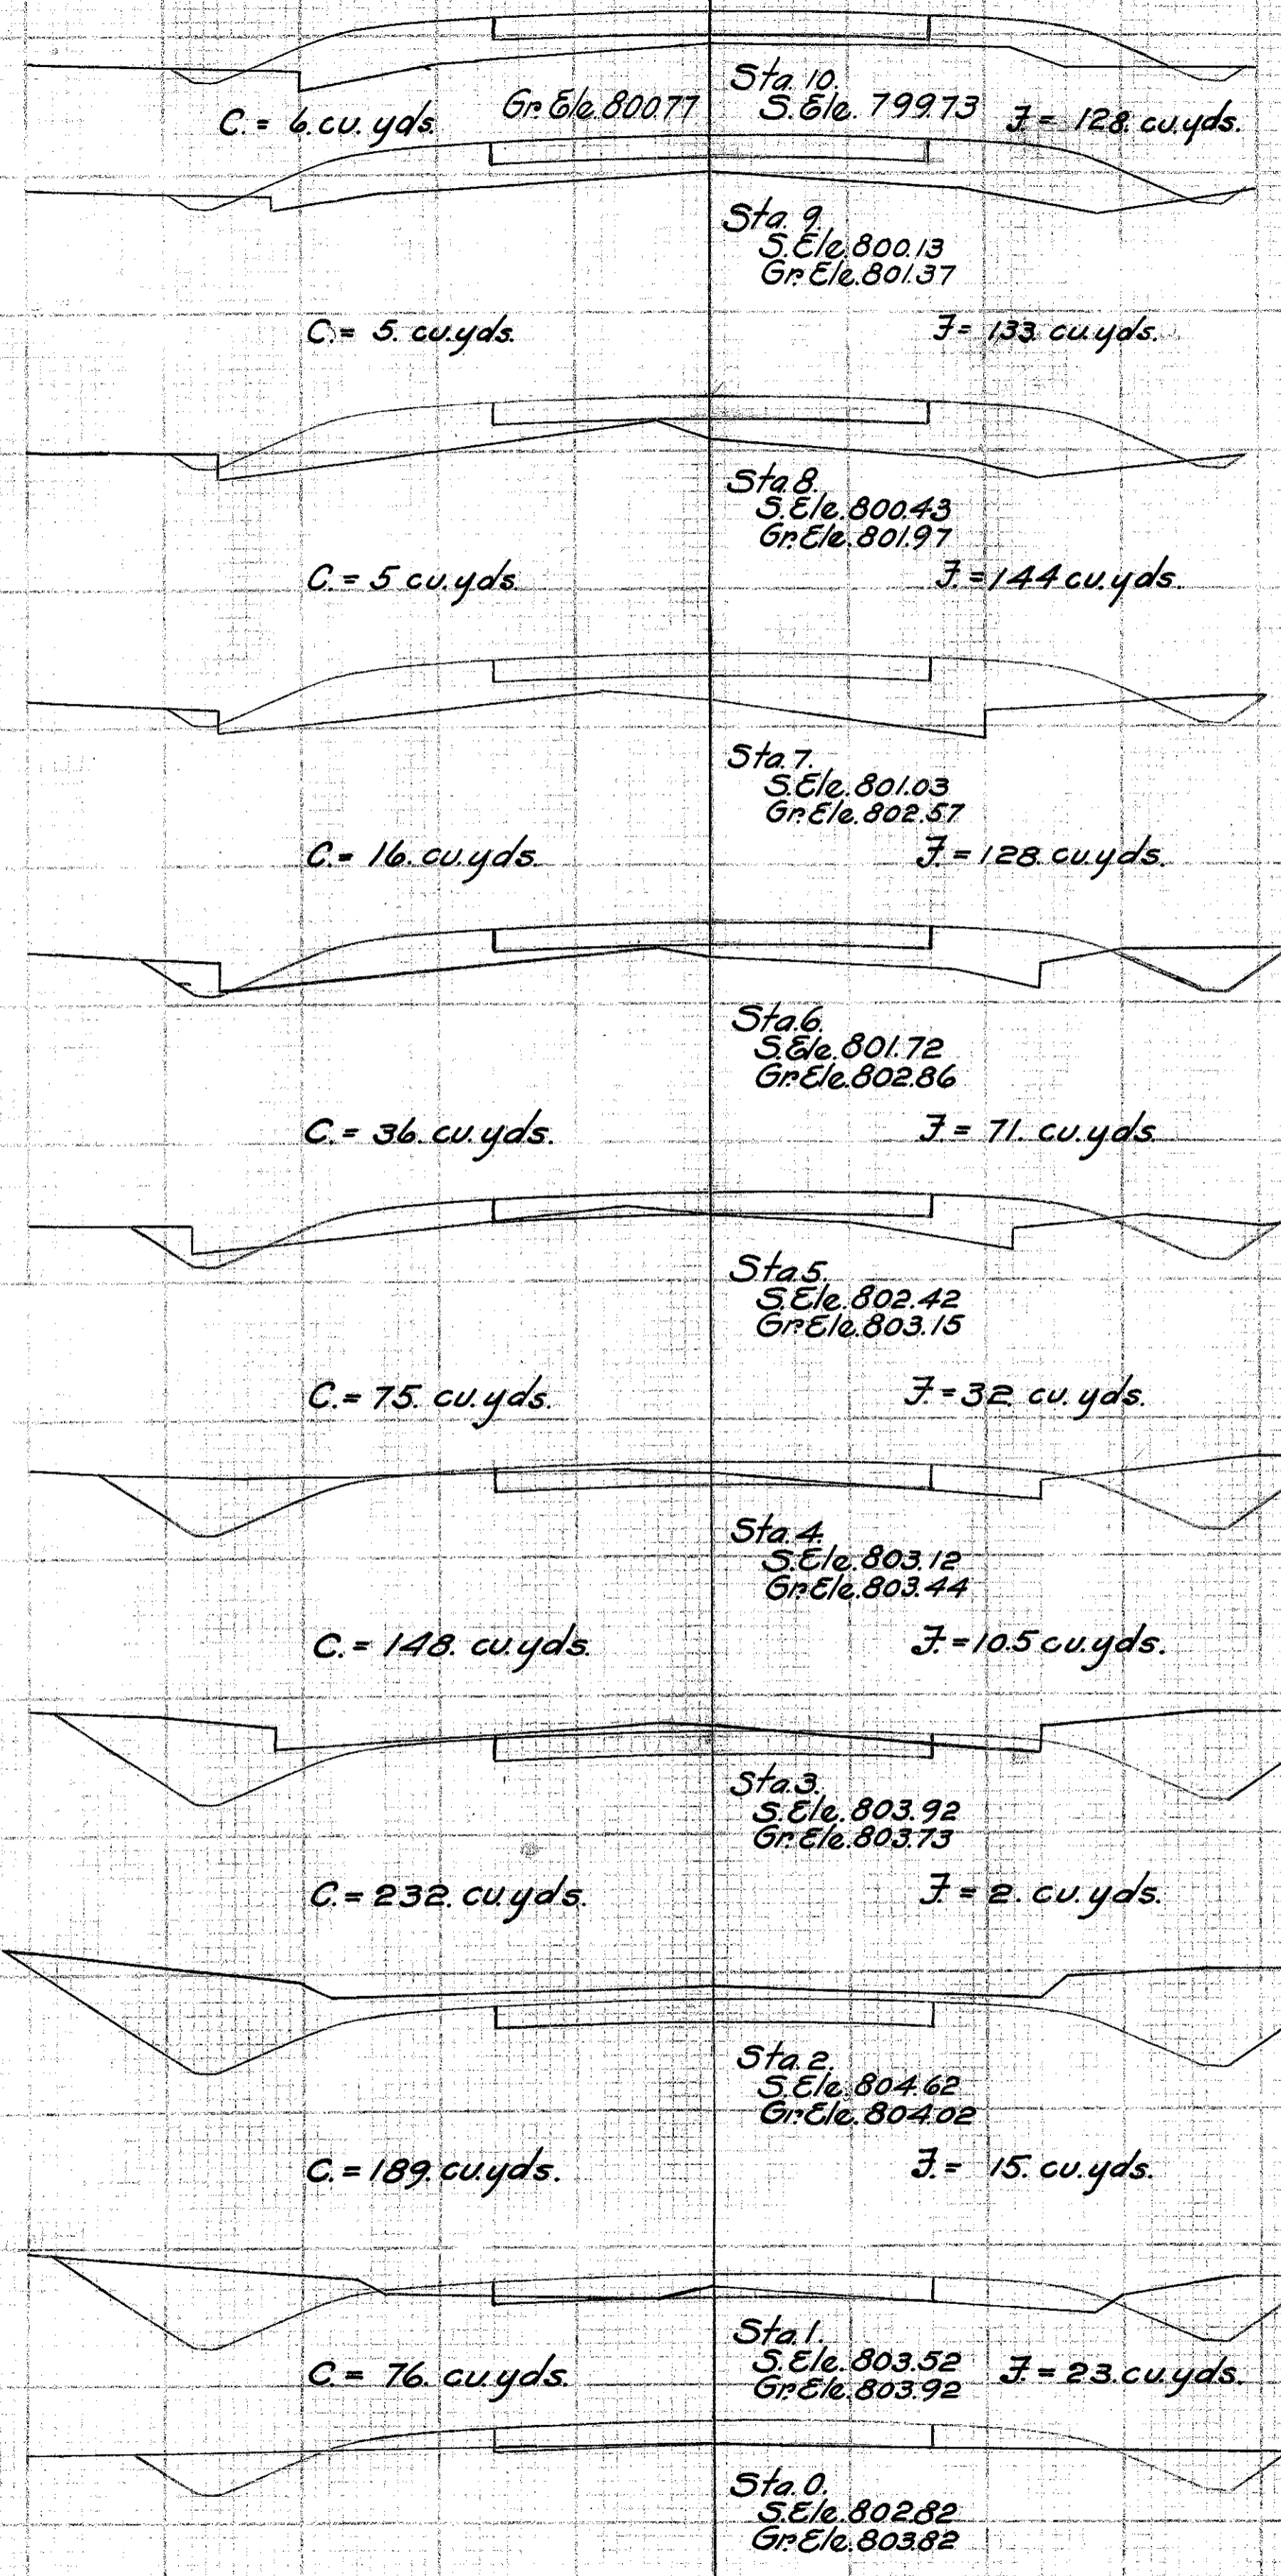 Sta. 10.
C. = 6. cu. yds. Gr. Ele. 800.77 S. Ele. 799.73 F = 128. cu. yds.
Sta. 9.
S. Ele. 800.13
Gr. Ele. 801.37
C. = 5. cu. yds. F = 133. cu. yds.
Sta. 8.
S. Ele. 800.43
Gr. Ele. 801.97
C. = 5 cu. yds. F. = 144 cu. yds.
Sta. 7.
S. Ele. 801.03
Gr. Ele. 802.57
C. = 16. cu. yds. F. = 128. cu. yds.
Sta. 6.
S. Ele. 801.72
Gr. Ele. 802.86
C. = 36. cu. yds. F. = 71. cu. yds.
Sta. 5.
S. Ele. 802.42
Gr. Ele. 803.15
C. = 75. cu. yds. F. = 32. cu. yds.
Sta. 4.
S. Ele. 803.12
Gr. Ele. 803.44
C. = 148. cu. yds. F. = 10.5 cu. yds.
Sta. 3.
S. Ele. 803.92
Gr. Ele. 803.73
C. = 232. cu. yds. F = 2. cu. yds.
Sta. 2.
S. Ele. 804.62
Gr. Ele. 804.02
C. = 189. cu. yds. F. = 15. cu. yds.
Sta. 1.
S. Ele. 803.52
C. = 76. cu. yds. Gr. Ele. 803.92 F. = 23. cu. yds.
Sta. 0.
S. Ele. 802.82
Gr. Ele. 803.82